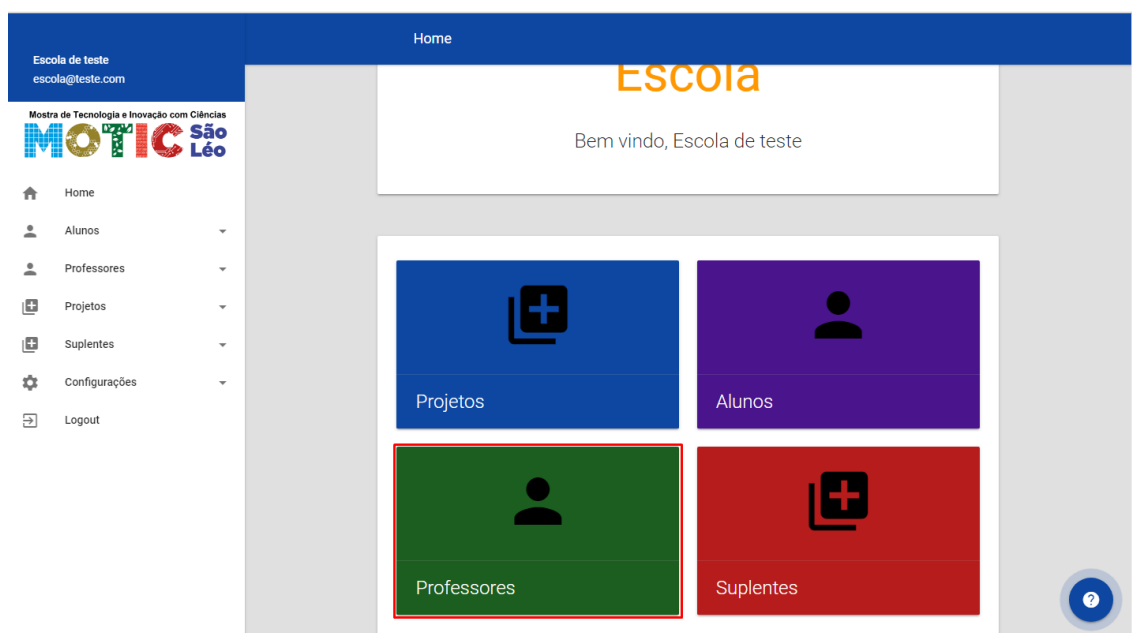 Escola de teste
escola@teste.com
Mostra de Tecnologia e Inovação com Ciências
MOTIC São
Léo
Home
Alunos
Professores
Projetos
Suplentes
Configurações
Logout
Home
Escola
Bem vindo, Escola de teste
Projetos
Alunos
Professores
Suplentes
?